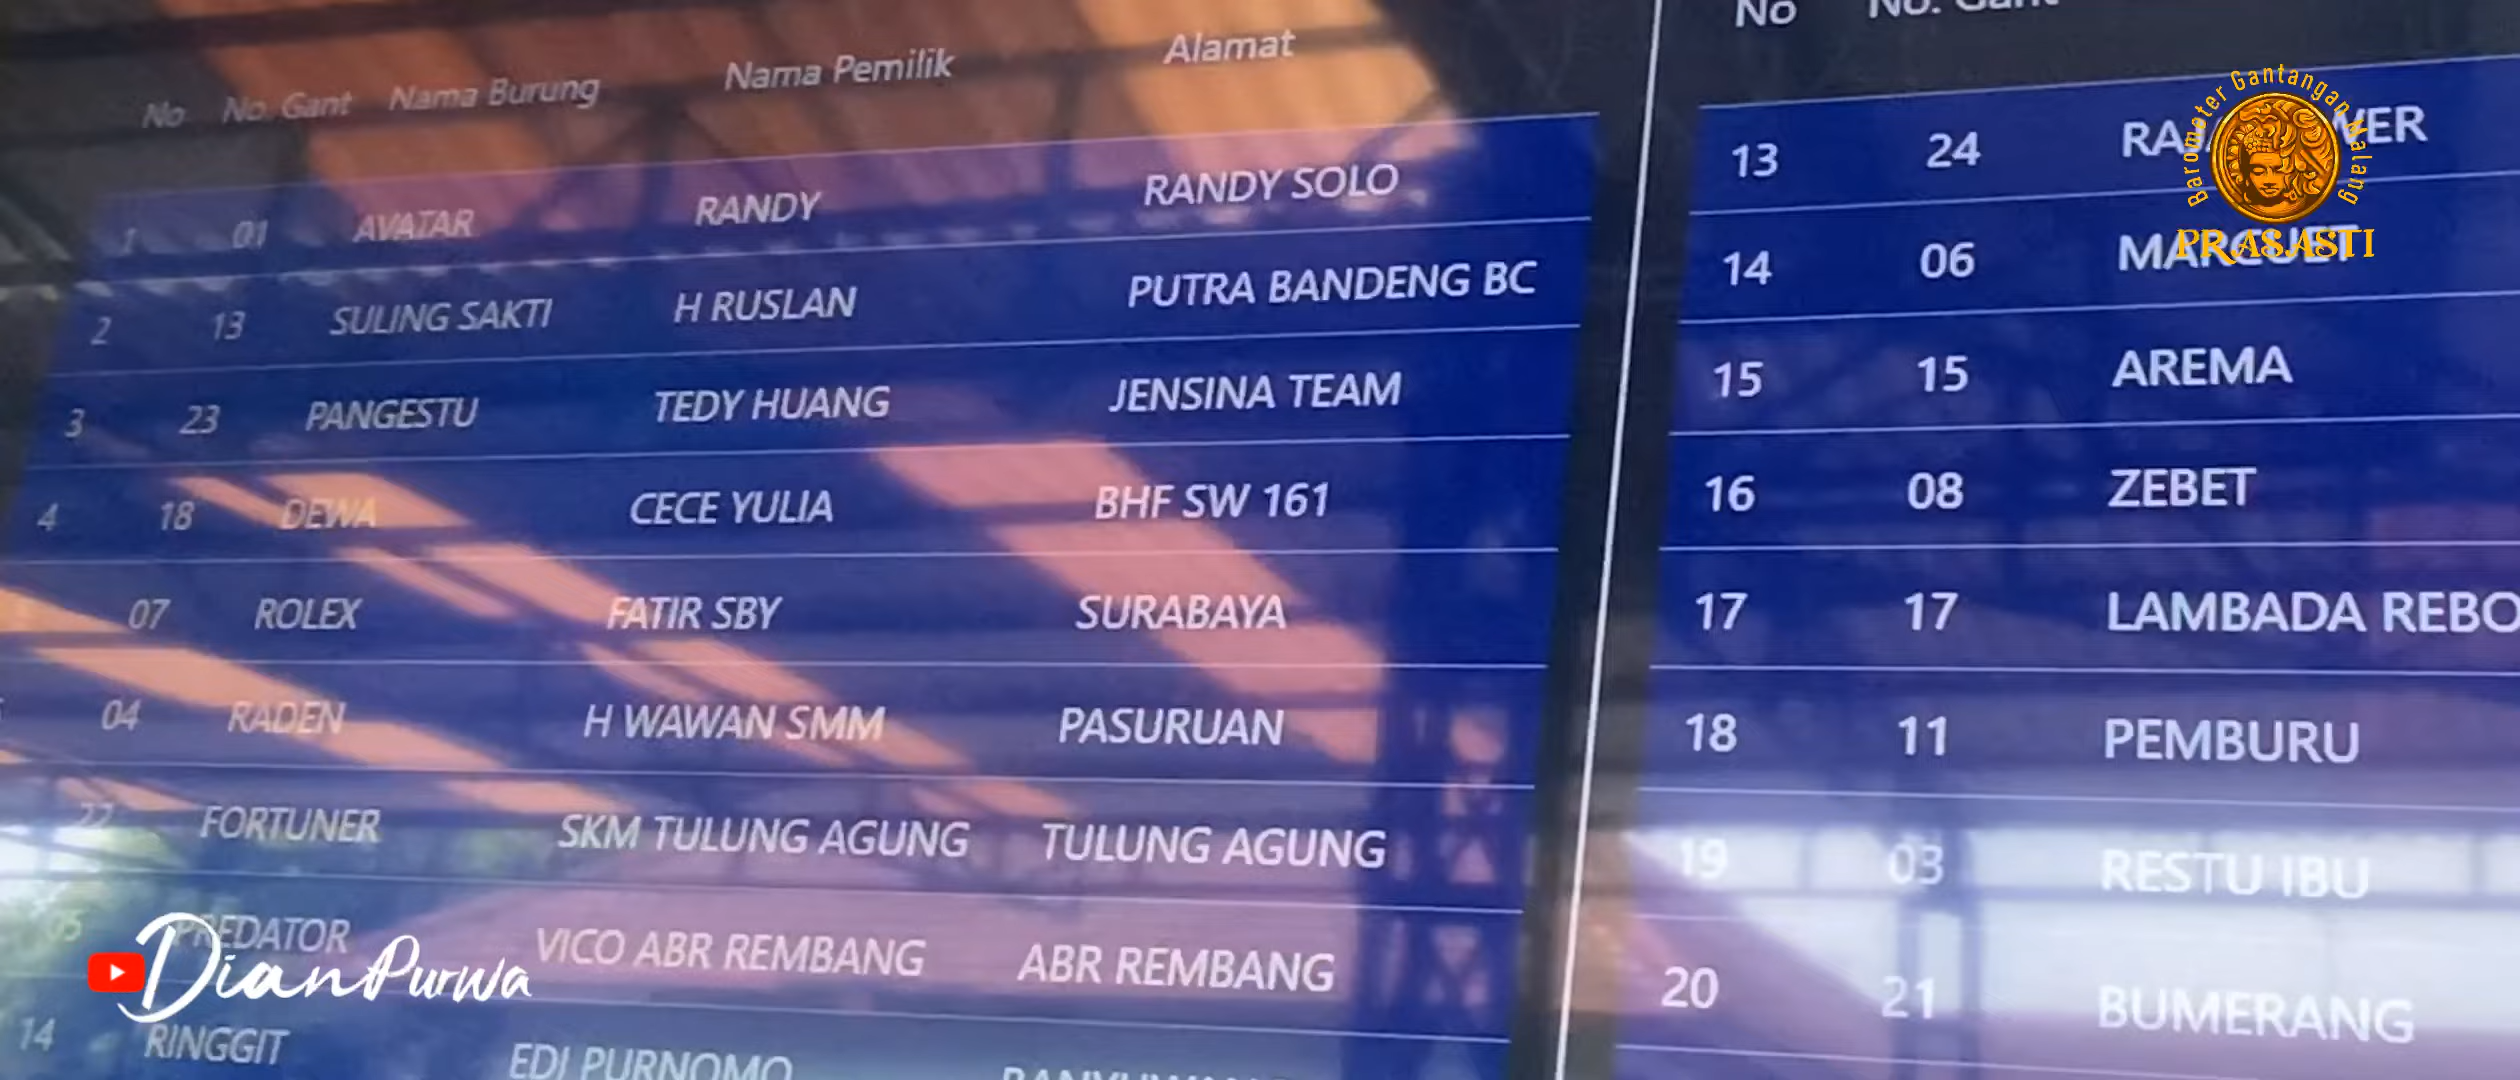 No No. Gant Nama Burung Nama Pemilik Alamat
1 01 AVATAR RANDY RANDY SOLO
2 13 SULING SAKTI H RUSLAN PUTRA BANDENG BC
3 23 PANGESTU TEDY HUANG JENSINA TEAM
4 18 DEWA CECE YULIA BHF SW 161
07 ROLEX FATIR SBY SURABAYA
04 RADEN H WAWAN SMM PASURUAN
22 FORTUNER SKM TULUNG AGUNG TULUNG AGUNG
05 PREDATOR VICO ABR REMBANG ABR REMBANG
14 RINGGIT EDI PURNOMO
No No. Gant
13 24
14 06
15 15 AREMA
16 08 ZEBET
17 17 LAMBADA REBO
18 11 PEMBURU
19 03 RESTU IBU
20 21 BUMERANG
Barometer Gantangan Malang
PRASASTI
DianPurwa